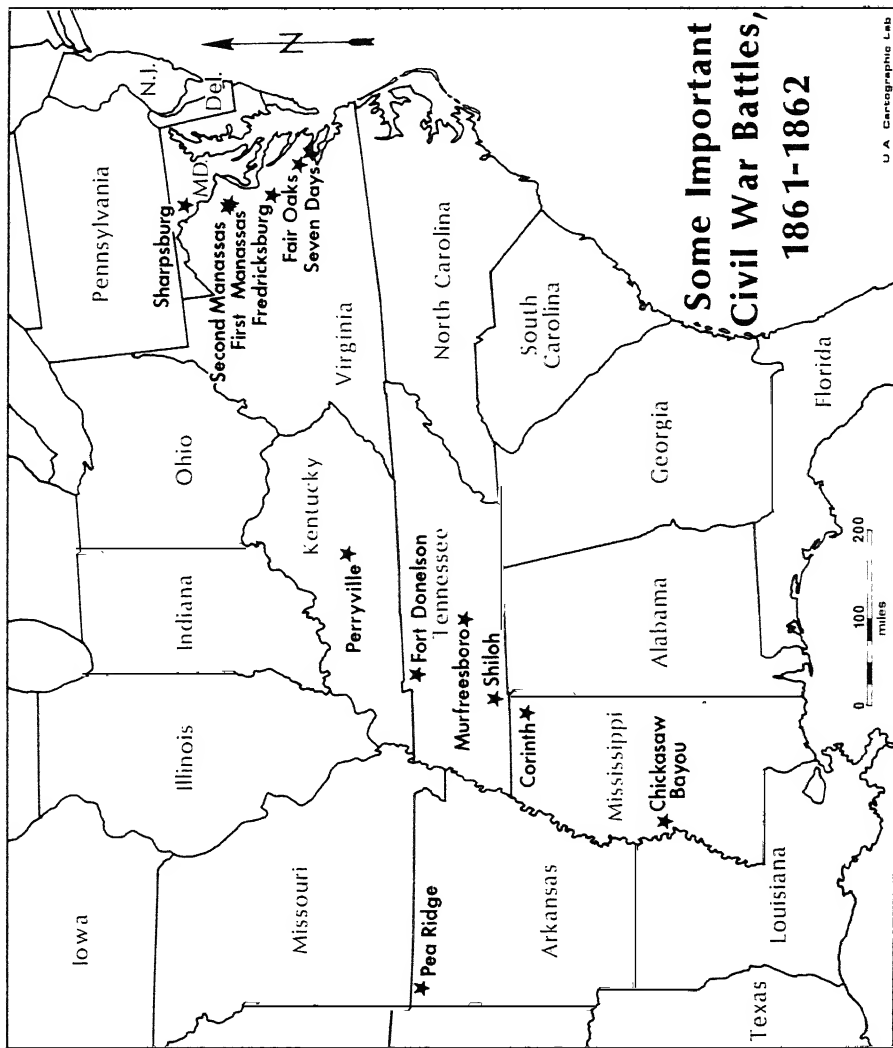 Some Important
Civil War Battles,
1861-1862
N
Iowa
Illinois
Indiana
Ohio
Pennsylvania
N.J.
Del.
MD.
Sharpsburg
Second Manassas
First Manassas
Fredricksburg
Fair Oaks
Seven Days
Missouri
Kentucky
Virginia
Perryville
Pea Ridge
Fort Donelson
Tennessee
Murfreesboro
Shiloh
North Carolina
Arkansas
Corinth
Mississippi
Chickasaw
Bayou
Alabama
Georgia
South
Carolina
Texas
Louisiana
Florida
0 100 200
miles
U A Cartographic Lab